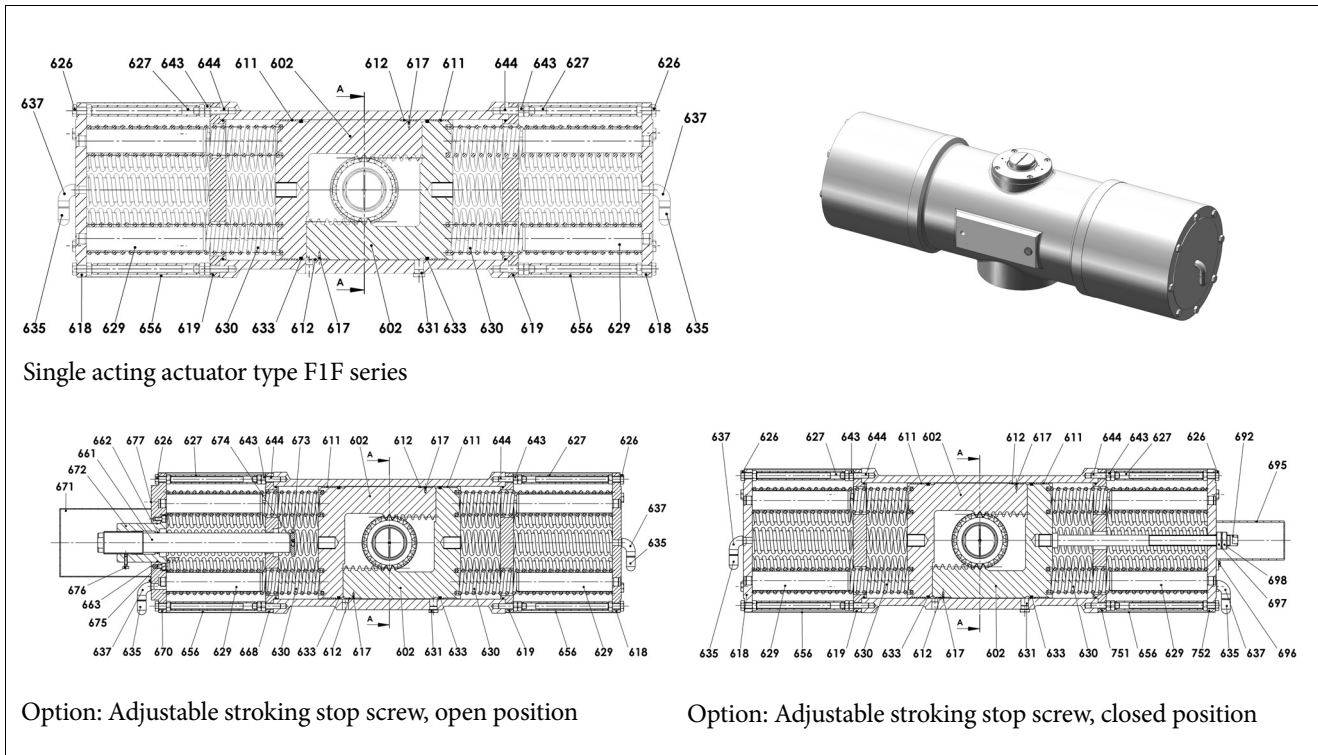 626 627 643 644 611 602 612 617 611 644 643 627 626
637 A 637
A
635 618 629 656 619 630 633 612 617 602 631 633 630 619 656 629 618 635
Single acting actuator type F1F series
662 677 626 627 674 643 644 673 611 602 612 617 611 644 643 627 626
661
672
671
A
637
635
676
663
675
A
637 635 670 656 629 668 630 633 612 617 602 631 633 630 619 656 629 618
Option: Adjustable stroking stop screw, open position
637 626 627 643 644 611 602 612 617 611 644 643 627 626 692
695
A
698
697
A
635 618 629 656 619 630 633 612 617 602 631 633 630 751 656 629 752 635 637 696
Option: Adjustable stroking stop screw, closed position